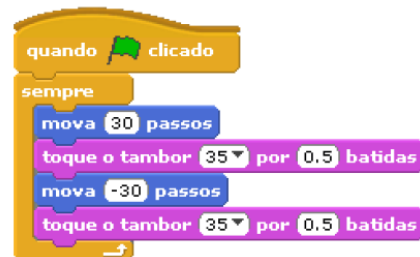 quando clicado
sempre
mova 30 passos
toque o tambor 35 por 0.5 batidas
mova -30 passos
toque o tambor 35 por 0.5 batidas